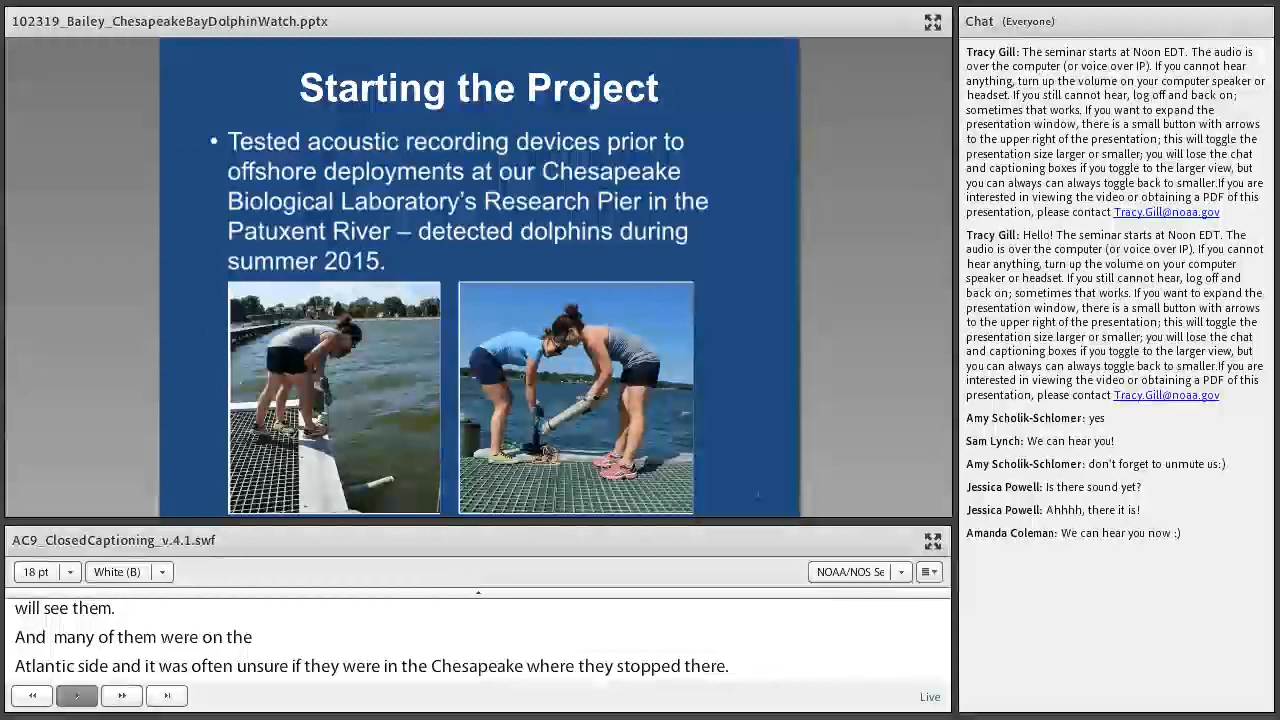 102319_Bailey_ChesapeakeBayDolphinWatch.pptx
Starting the Project
• Tested acoustic recording devices prior to
offshore deployments at our Chesapeake
Biological Laboratory's Research Pier in the
Patuxent River – detected dolphins during
summer 2015.
AC9_ClosedCaptioning_v.4.1.swf
18 pt
White (B)
NOAA/NOS Se
will see them.
And many of them were on the
Atlantic side and it was often unsure if they were in the Chesapeake where they stopped there.
Live
Chat (Everyone)
Tracy Gill: The seminar starts at Noon EDT. The audio is
over the computer (or voice over IP). If you cannot hear
anything, turn up the volume on your computer speaker or
headset. If you still cannot hear, log off and back on;
sometimes that works. If you want to expand the
presentation window, there is a small button with arrows
to the upper right of the presentation; this will toggle the
presentation size larger or smaller; you will lose the chat
and captioning boxes if you toggle to the larger view, but
you can always can always toggle back to smaller.If you are
interested in viewing the video or obtaining a PDF of this
presentation, please contact Tracy.Gill@noaa.gov
Tracy Gill: Hello! The seminar starts at Noon EDT. The
audio is over the computer (or voice over IP). If you cannot
hear anything, turn up the volume on your computer
speaker or headset. If you still cannot hear, log off and
back on; sometimes that works. If you want to expand the
presentation window, there is a small button with arrows
to the upper right of the presentation; this will toggle the
presentation size larger or smaller; you will lose the chat
and captioning boxes if you toggle to the larger view, but
you can always can always toggle back to smaller.If you are
interested in viewing the video or obtaining a PDF of this
presentation, please contact Tracy.Gill@noaa.gov
Amy Scholik-Schlomer: yes
Sam Lynch: We can hear you!
Amy Scholik-Schlomer: don't forget to unmute us:)
Jessica Powell: Is there sound yet?
Jessica Powell: Ahhhh, there it is!
Amanda Coleman: We can hear you now :)